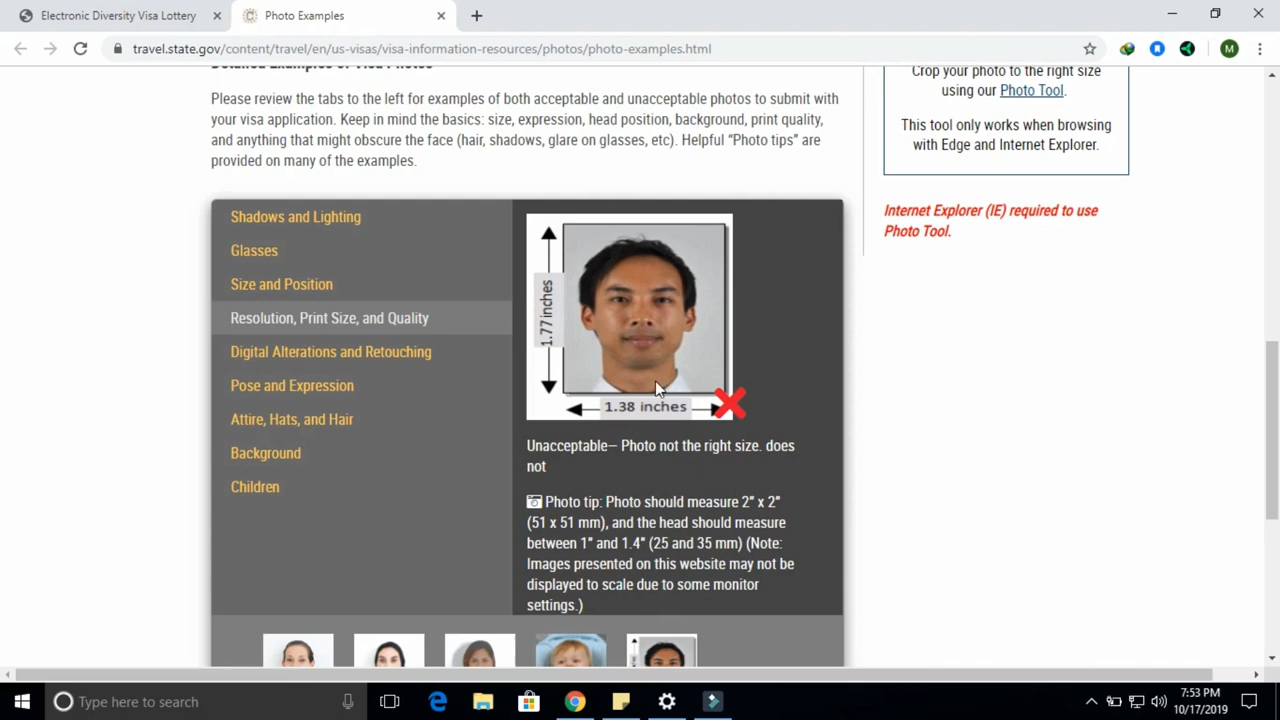 Electronic Diversity Visa Lottery
Photo Examples
travel.state.gov/content/travel/en/us-visas/visa-information-resources/photos/photo-examples.html
M
Detailed Examples of Visa Photos
Please review the tabs to the left for examples of both acceptable and unacceptable photos to submit with
your visa application. Keep in mind the basics: size, expression, head position, background, print quality,
and anything that might obscure the face (hair, shadows, glare on glasses, etc). Helpful “Photo tips” are
provided on many of the examples.
Crop your photo to the right size
using our Photo Tool.
This tool only works when browsing
with Edge and Internet Explorer.
Internet Explorer (IE) required to use
Photo Tool.
Shadows and Lighting
Glasses
Size and Position
Resolution, Print Size, and Quality
Digital Alterations and Retouching
Pose and Expression
Attire, Hats, and Hair
Background
Children
1.77 inches
1.38 inches
Unacceptable— Photo not the right size. does
not
Photo tip: Photo should measure 2” x 2”
(51 x 51 mm), and the head should measure
between 1” and 1.4” (25 and 35 mm) (Note:
Images presented on this website may not be
displayed to scale due to some monitor
settings.)
Type here to search
7:53 PM
10/17/2019